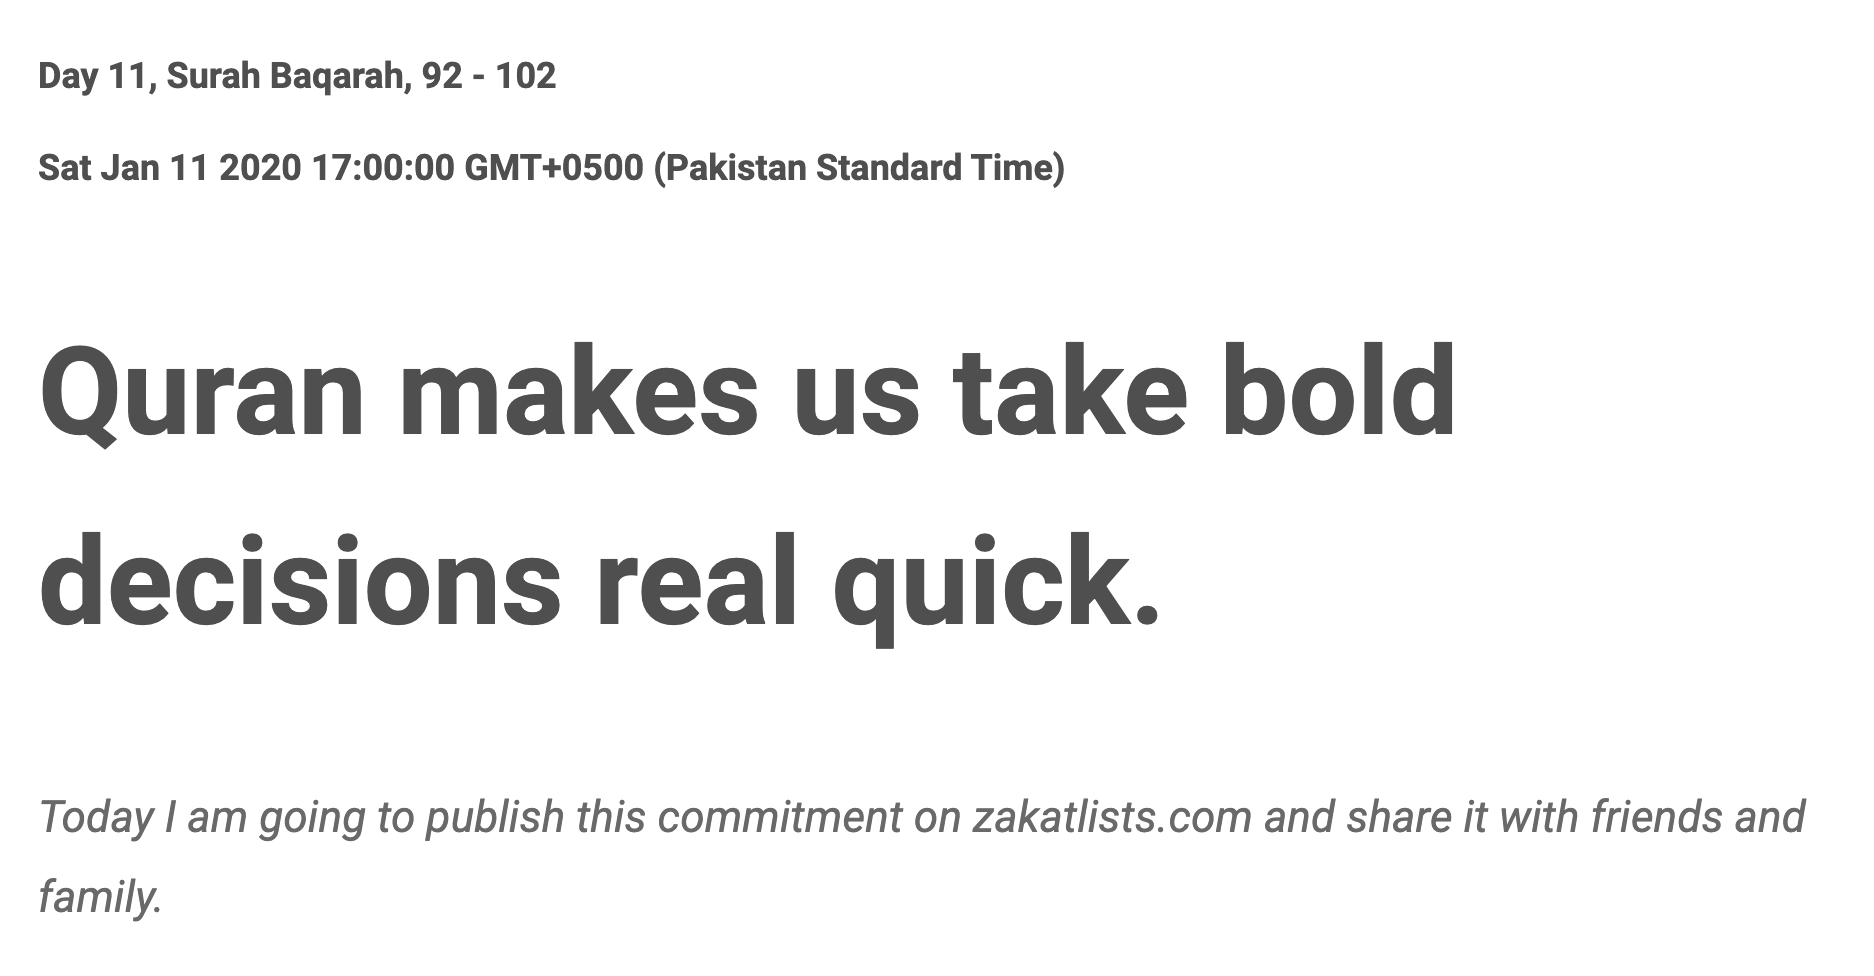 Day 11, Surah Baqarah, 92 - 102
Sat Jan 11 2020 17:00:00 GMT+0500 (Pakistan Standard Time)
Quran makes us take bold
decisions real quick.
Today I am going to publish this commitment on zakatlists.com and share it with friends and
family.